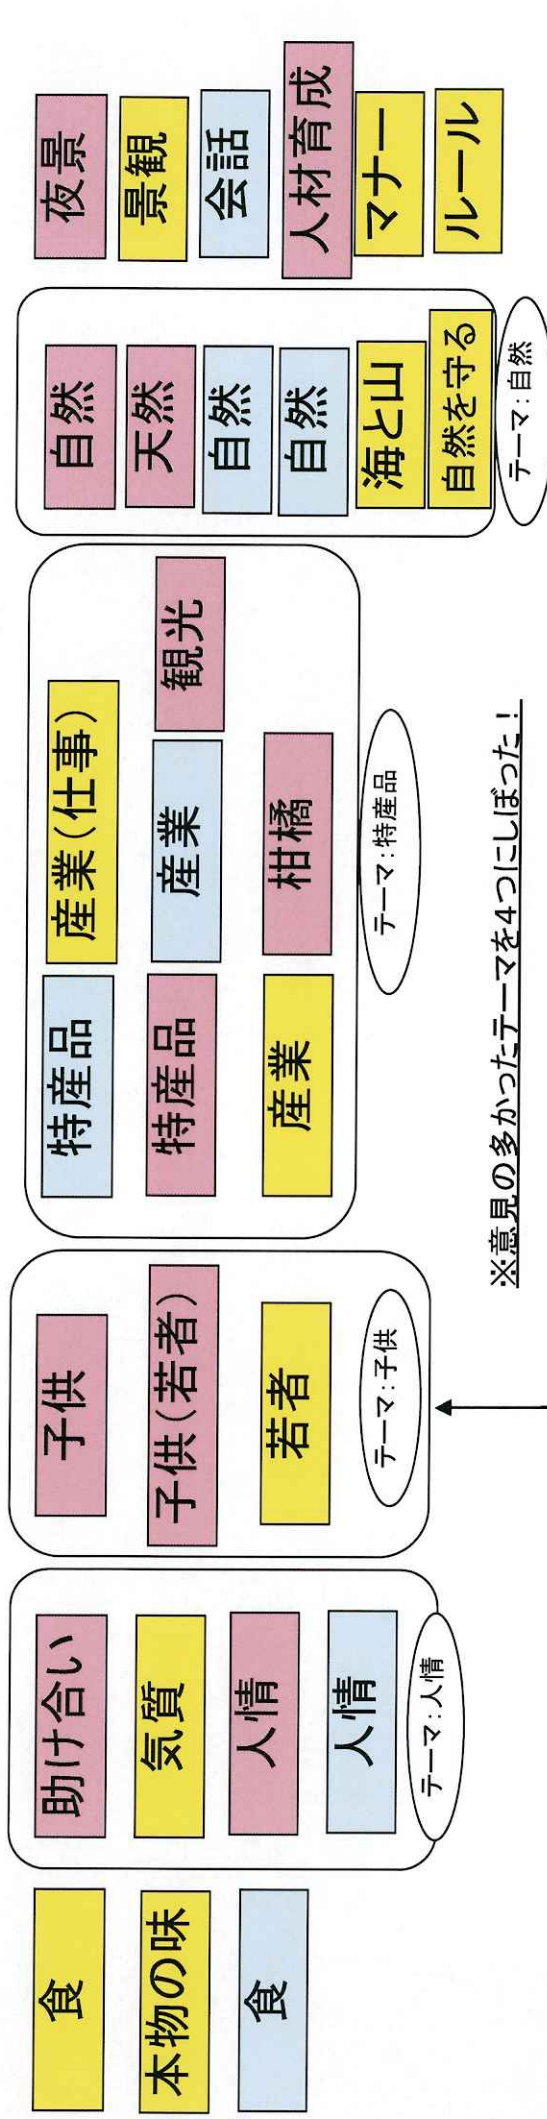 食
本物の味
食
助け合い
気質
人情
人情
テーマ:人情
子供
子供(若者)
若者
テーマ:子供
特産品
産業(仕事)
特産品
産業
観光
産業
柑橘
テーマ:特産品
自然
天然
自然
自然
海と山
自然を守る
テーマ:自然
夜景
景観
会話
人材育成
マナー
ルール
※意見の多かったテーマを4つにしぼった!